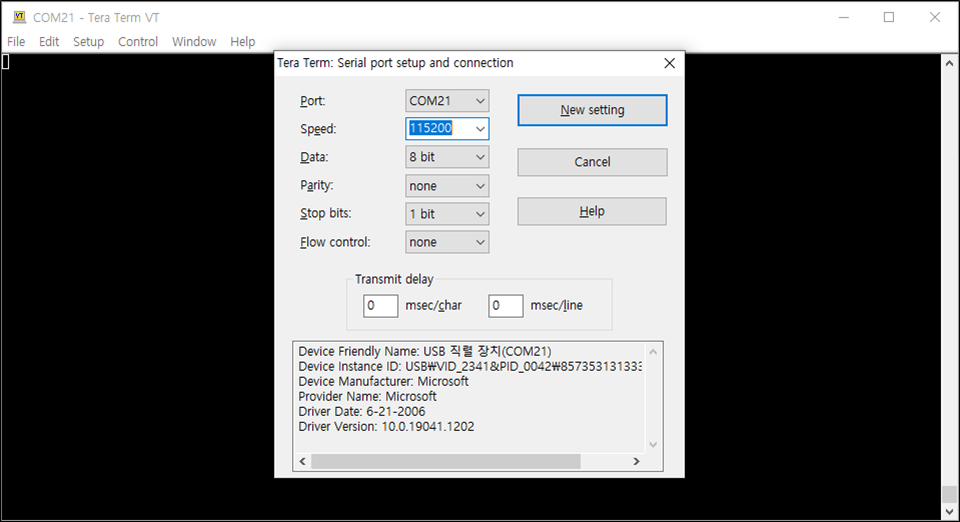 COM21 - Tera Term VT
File Edit Setup Control Window Help
Tera Term: Serial port setup and connection
Port: COM21 New setting
Speed: 115200
Data: 8 bit Cancel
Parity: none
Stop bits: 1 bit Help
Flow control: none
Transmit delay
0 msec/char 0 msec/line
Device Friendly Name: USB 직렬 장치(COM21)
Device Instance ID: USB₩VID_2341&PID_0042₩857353131333
Device Manufacturer: Microsoft
Provider Name: Microsoft
Driver Date: 6-21-2006
Driver Version: 10.0.19041.1202